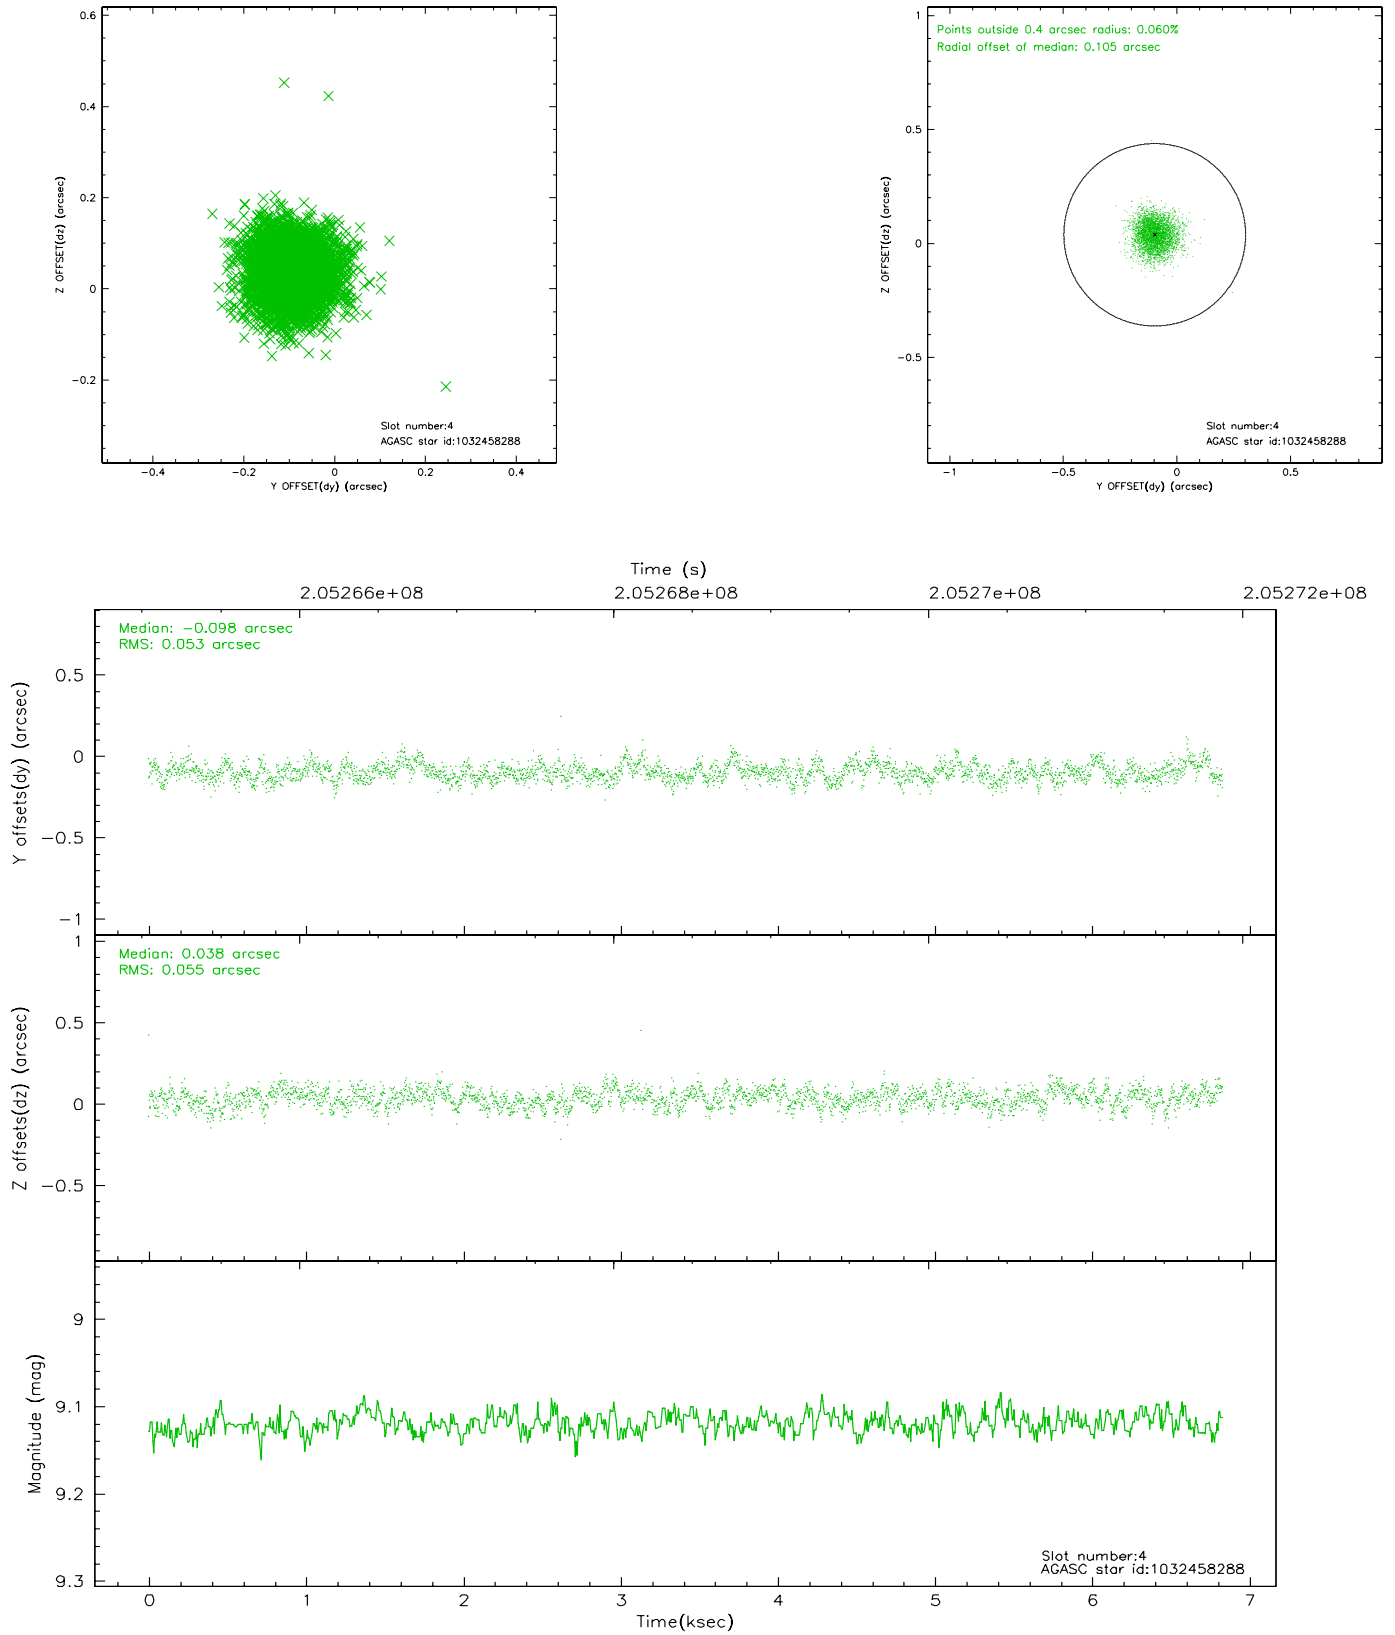 0.6
0.4
0.2
0
−0.2
−0.4
−0.2
0
0.2
0.4
Z OFFSET(dz) (arcsec)
Y OFFSET(dy) (arcsec)
Slot number:4
AGASC star id:1032458288
Points outside 0.4 arcsec radius: 0.060%
Radial offset of median: 0.105 arcsec
1
0.5
0
−0.5
−1
−0.5
0
0.5
Z OFFSET(dz) (arcsec)
Y OFFSET(dy) (arcsec)
Slot number:4
AGASC star id:1032458288
Time (s)
2.05266e+08
2.05268e+08
2.0527e+08
2.05272e+08
Median: −0.098 arcsec
RMS: 0.053 arcsec
0.5
0
−0.5
−1
Y offsets(dy) (arcsec)
Median: 0.038 arcsec
RMS: 0.055 arcsec
1
0.5
0
−0.5
Z offsets(dz) (arcsec)
9
9.1
9.2
9.3
Magnitude (mag)
Slot number:4
AGASC star id:1032458288
0
1
2
3
4
5
6
7
Time(ksec)